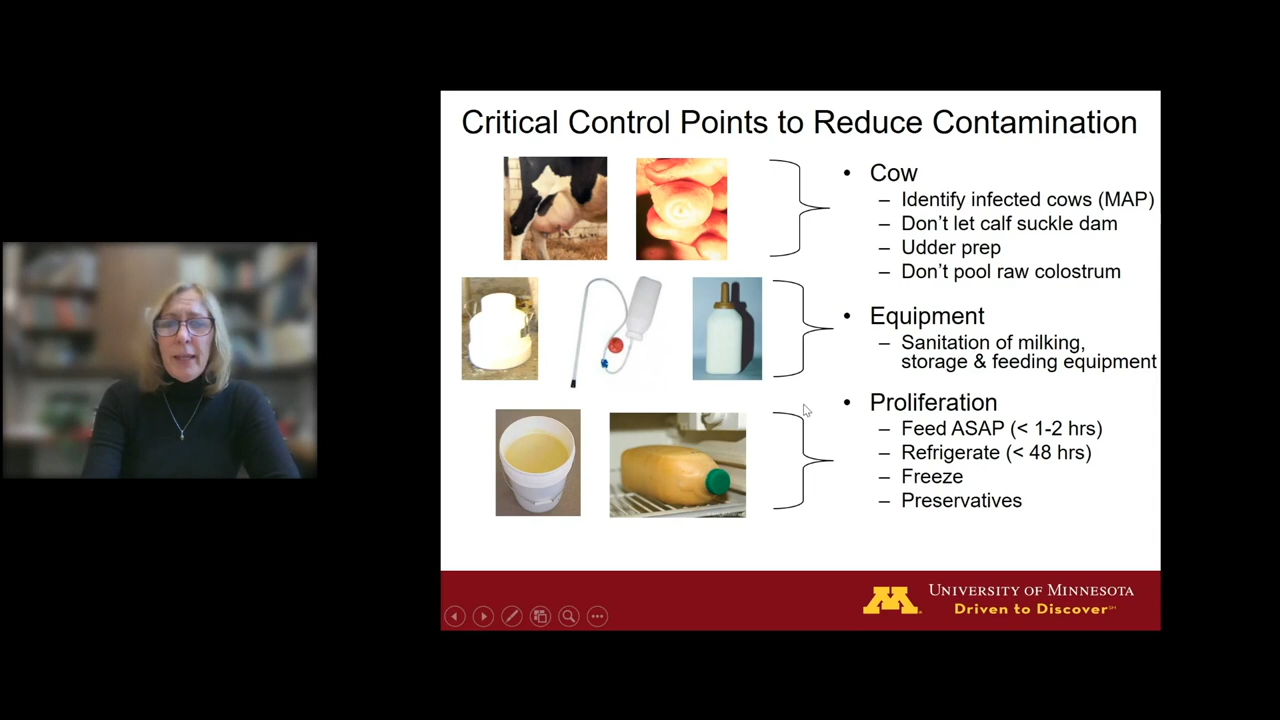 Critical Control Points to Reduce Contamination
• Cow
– Identify infected cows (MAP)
– Don’t let calf suckle dam
– Udder prep
– Don’t pool raw colostrum
• Equipment
– Sanitation of milking,
storage & feeding equipment
• Proliferation
– Feed ASAP (< 1-2 hrs)
– Refrigerate (< 48 hrs)
– Freeze
– Preservatives
UNIVERSITY OF MINNESOTA
Driven to Discover℠